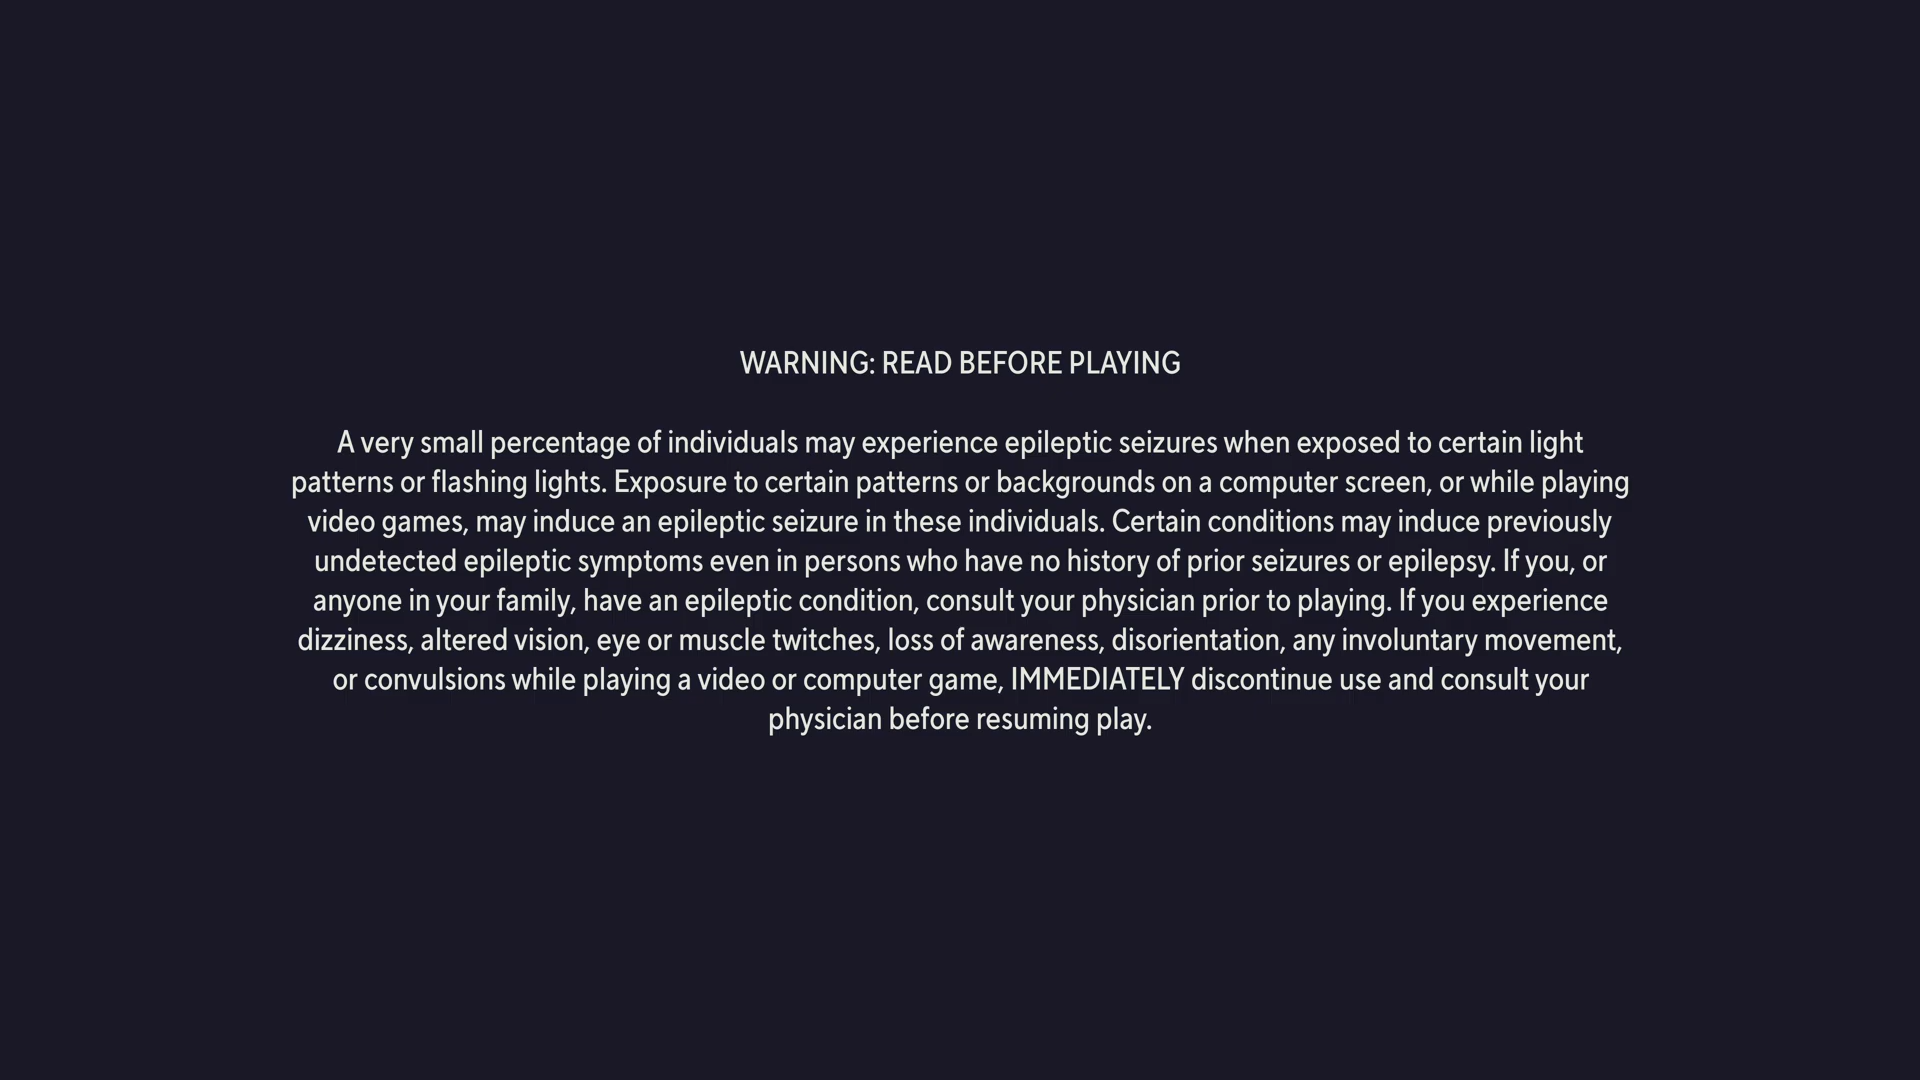 WARNING: READ BEFORE PLAYING
A very small percentage of individuals may experience epileptic seizures when exposed to certain light
patterns or flashing lights. Exposure to certain patterns or backgrounds on a computer screen, or while playing
video games, may induce an epileptic seizure in these individuals. Certain conditions may induce previously
undetected epileptic symptoms even in persons who have no history of prior seizures or epilepsy. If you, or
anyone in your family, have an epileptic condition, consult your physician prior to playing. If you experience
dizziness, altered vision, eye or muscle twitches, loss of awareness, disorientation, any involuntary movement,
or convulsions while playing a video or computer game, IMMEDIATELY discontinue use and consult your
physician before resuming play.